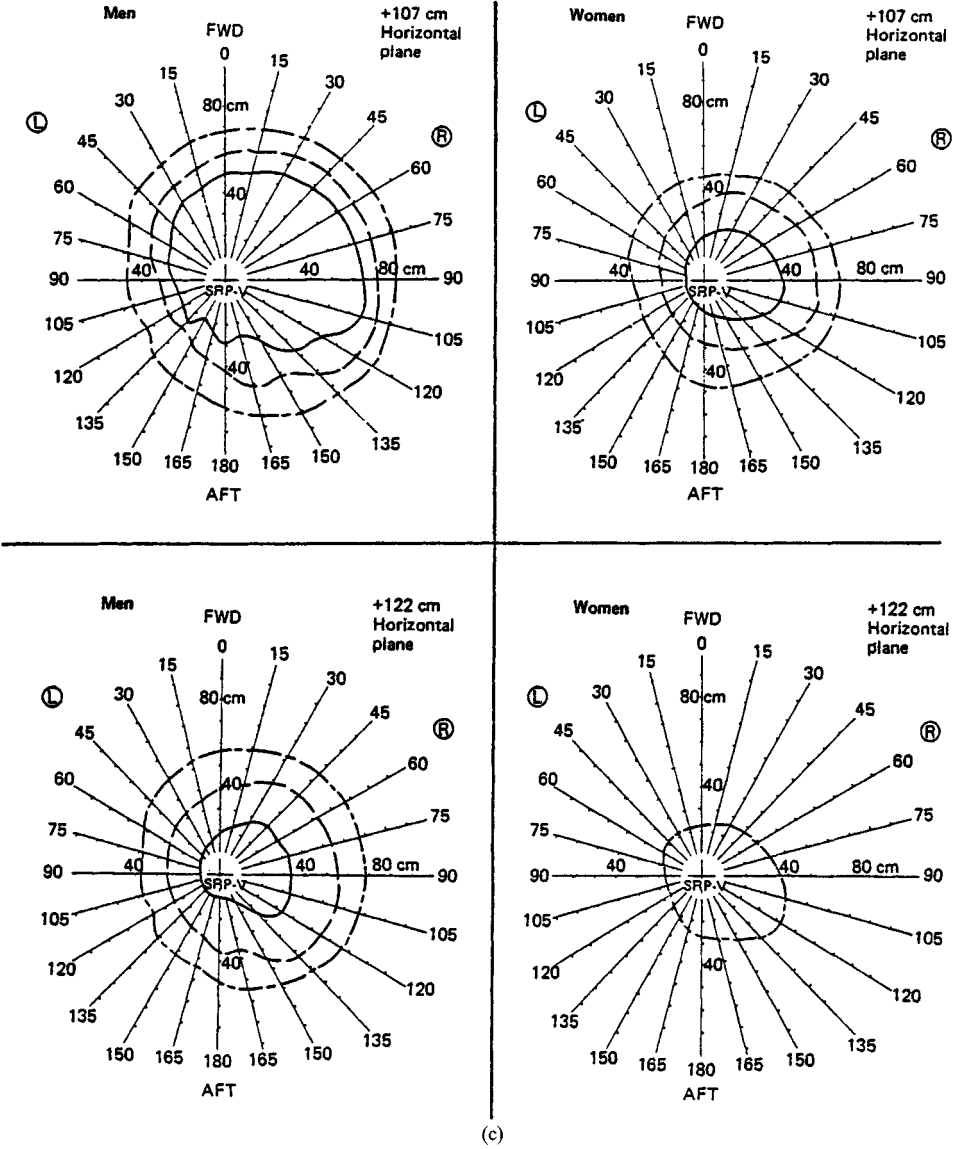 Men
+107 cm
Horizontal
plane
FWD
0
15 15
30 30
80 cm
Ⓛ 45 45 Ⓡ
60 60
40
75 75
90 40 40 80 cm 90
SRP-V
105 105
40
120 120
135 135
150 165 180 165 150
AFT
Women
+107 cm
Horizontal
plane
FWD
0
15 15
30 30
80 cm
Ⓛ 45 45 Ⓡ
60 60
40
75 75
90 40 40 80 cm 90
SRP-V
105 105
40
120 120
135 135
150 165 180 165 150
AFT
Men
+122 cm
Horizontal
plane
FWD
0
15 15
30 30
80 cm
Ⓛ 45 45 Ⓡ
60 60
40
75 75
90 40 40 80 cm 90
SRP-V
105 105
40
120 120
135 135
150 165 180 165 150
AFT
Women
+122 cm
Horizontal
plane
FWD
0
15 15
30 30
80 cm
Ⓛ 45 45 Ⓡ
60 60
40
75 75
90 40 40 80 cm 90
SRP-V
105 105
40
120 120
135 135
150 165 180 165 150
AFT
(c)